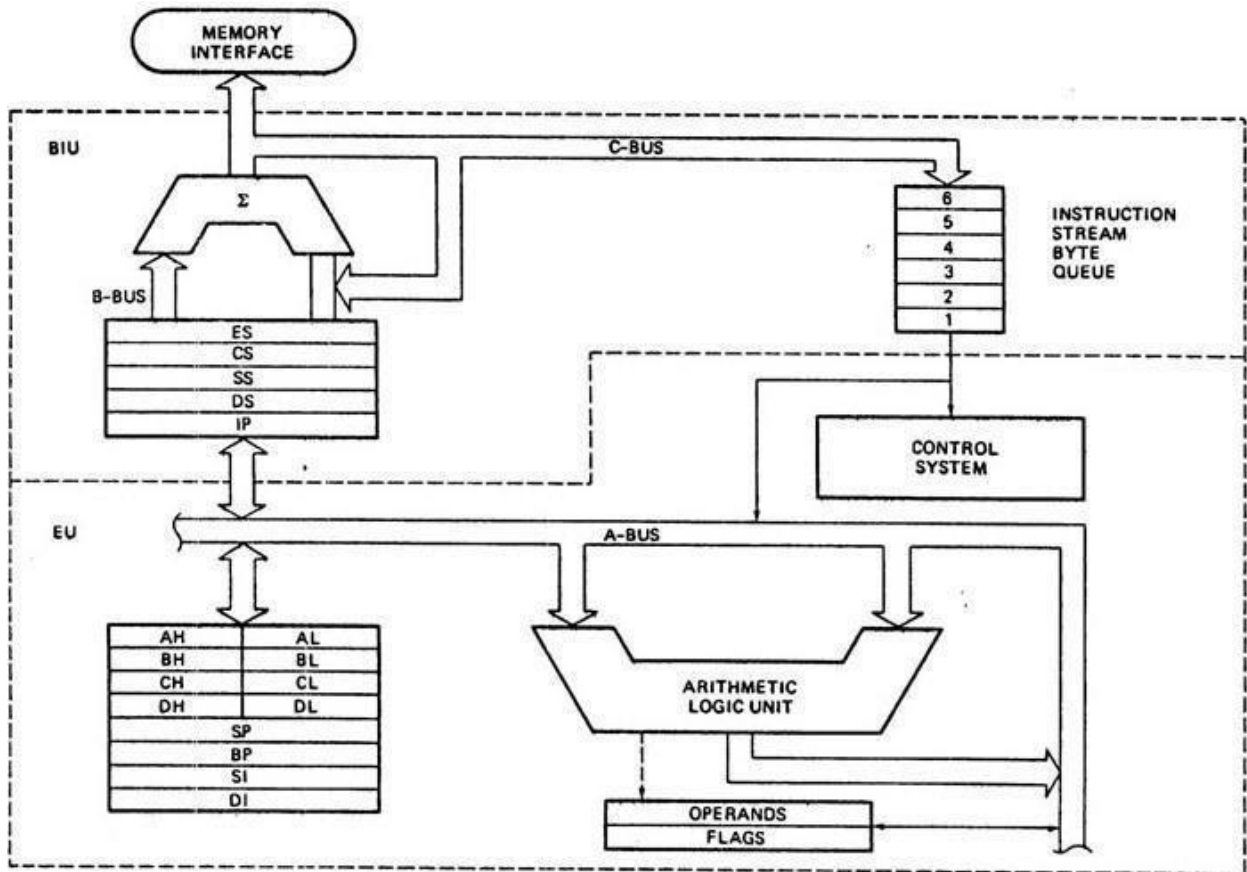 MEMORY
INTERFACE
BIU
C-BUS
Σ
B-BUS
6
5
4
3
2
1
INSTRUCTION
STREAM
BYTE
QUEUE
ES
CS
SS
DS
IP
CONTROL
SYSTEM
EU
A-BUS
AH AL
BH BL
CH CL
DH DL
SP
BP
SI
DI
ARITHMETIC
LOGIC UNIT
OPERANDS
FLAGS